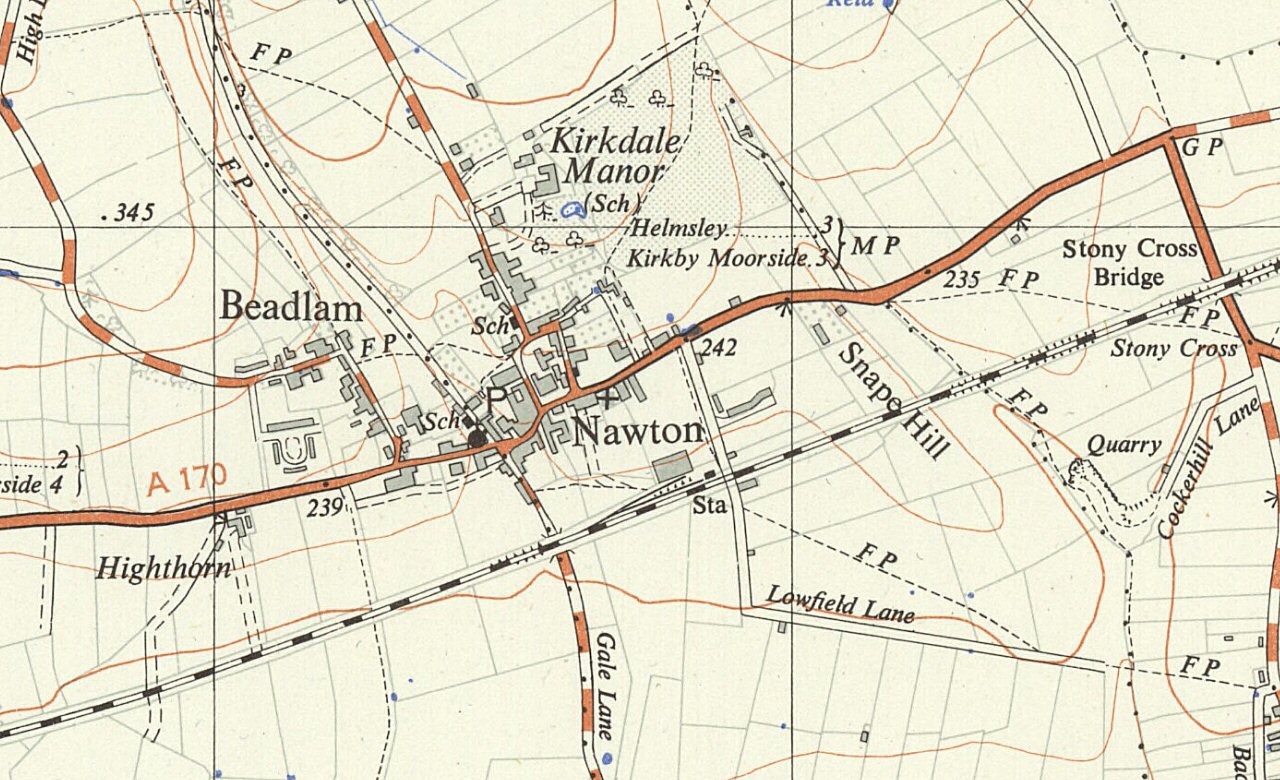 F P
Kirkdale
Manor
(Sch)
F P
G P
.345
Helmsley.............3
Kirkby Moorside.3
M P
Stony Cross
Bridge
235
F P
Beadlam
Sch
F P
F P
242
Stony Cross
Snape Hill
F P
P
Sch
Nawton
Quarry
Cockerhill Lane
2
side 4
A 170
239
Sta
Highthorn
F P
Lowfield Lane
Gale Lane
F P